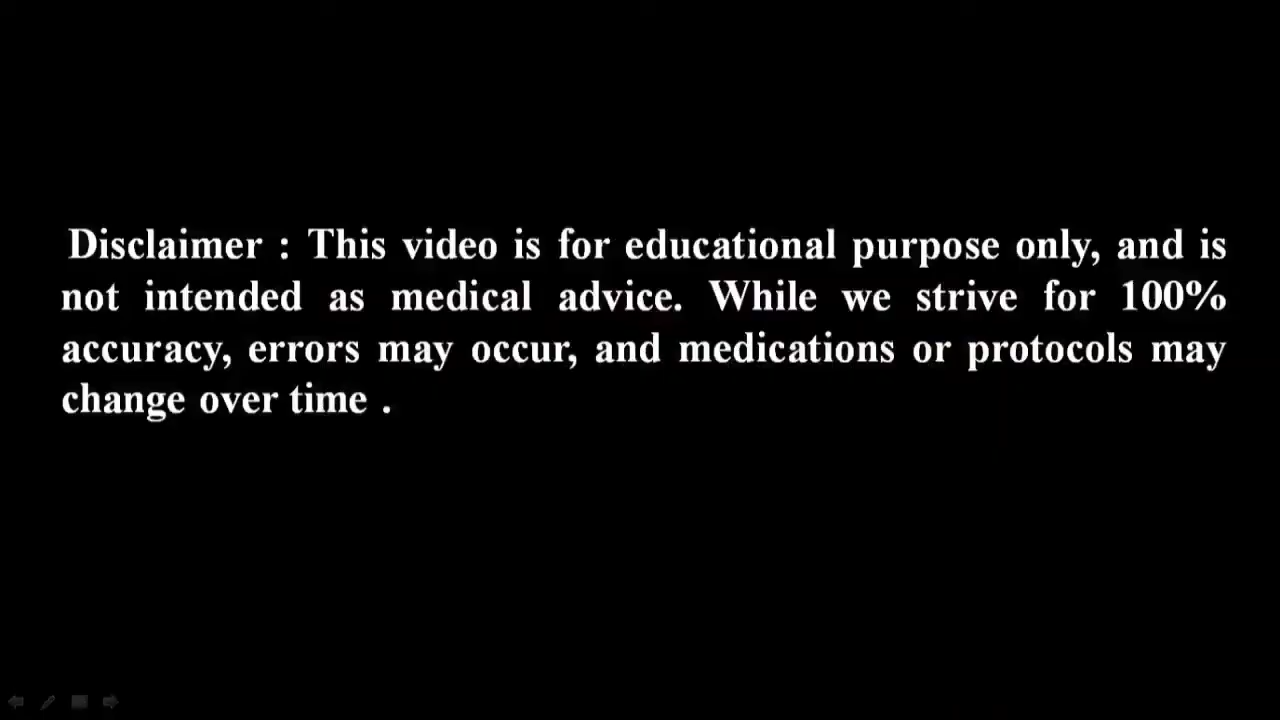 Disclaimer : This video is for educational purpose only, and is
not intended as medical advice. While we strive for 100%
accuracy, errors may occur, and medications or protocols may
change over time .